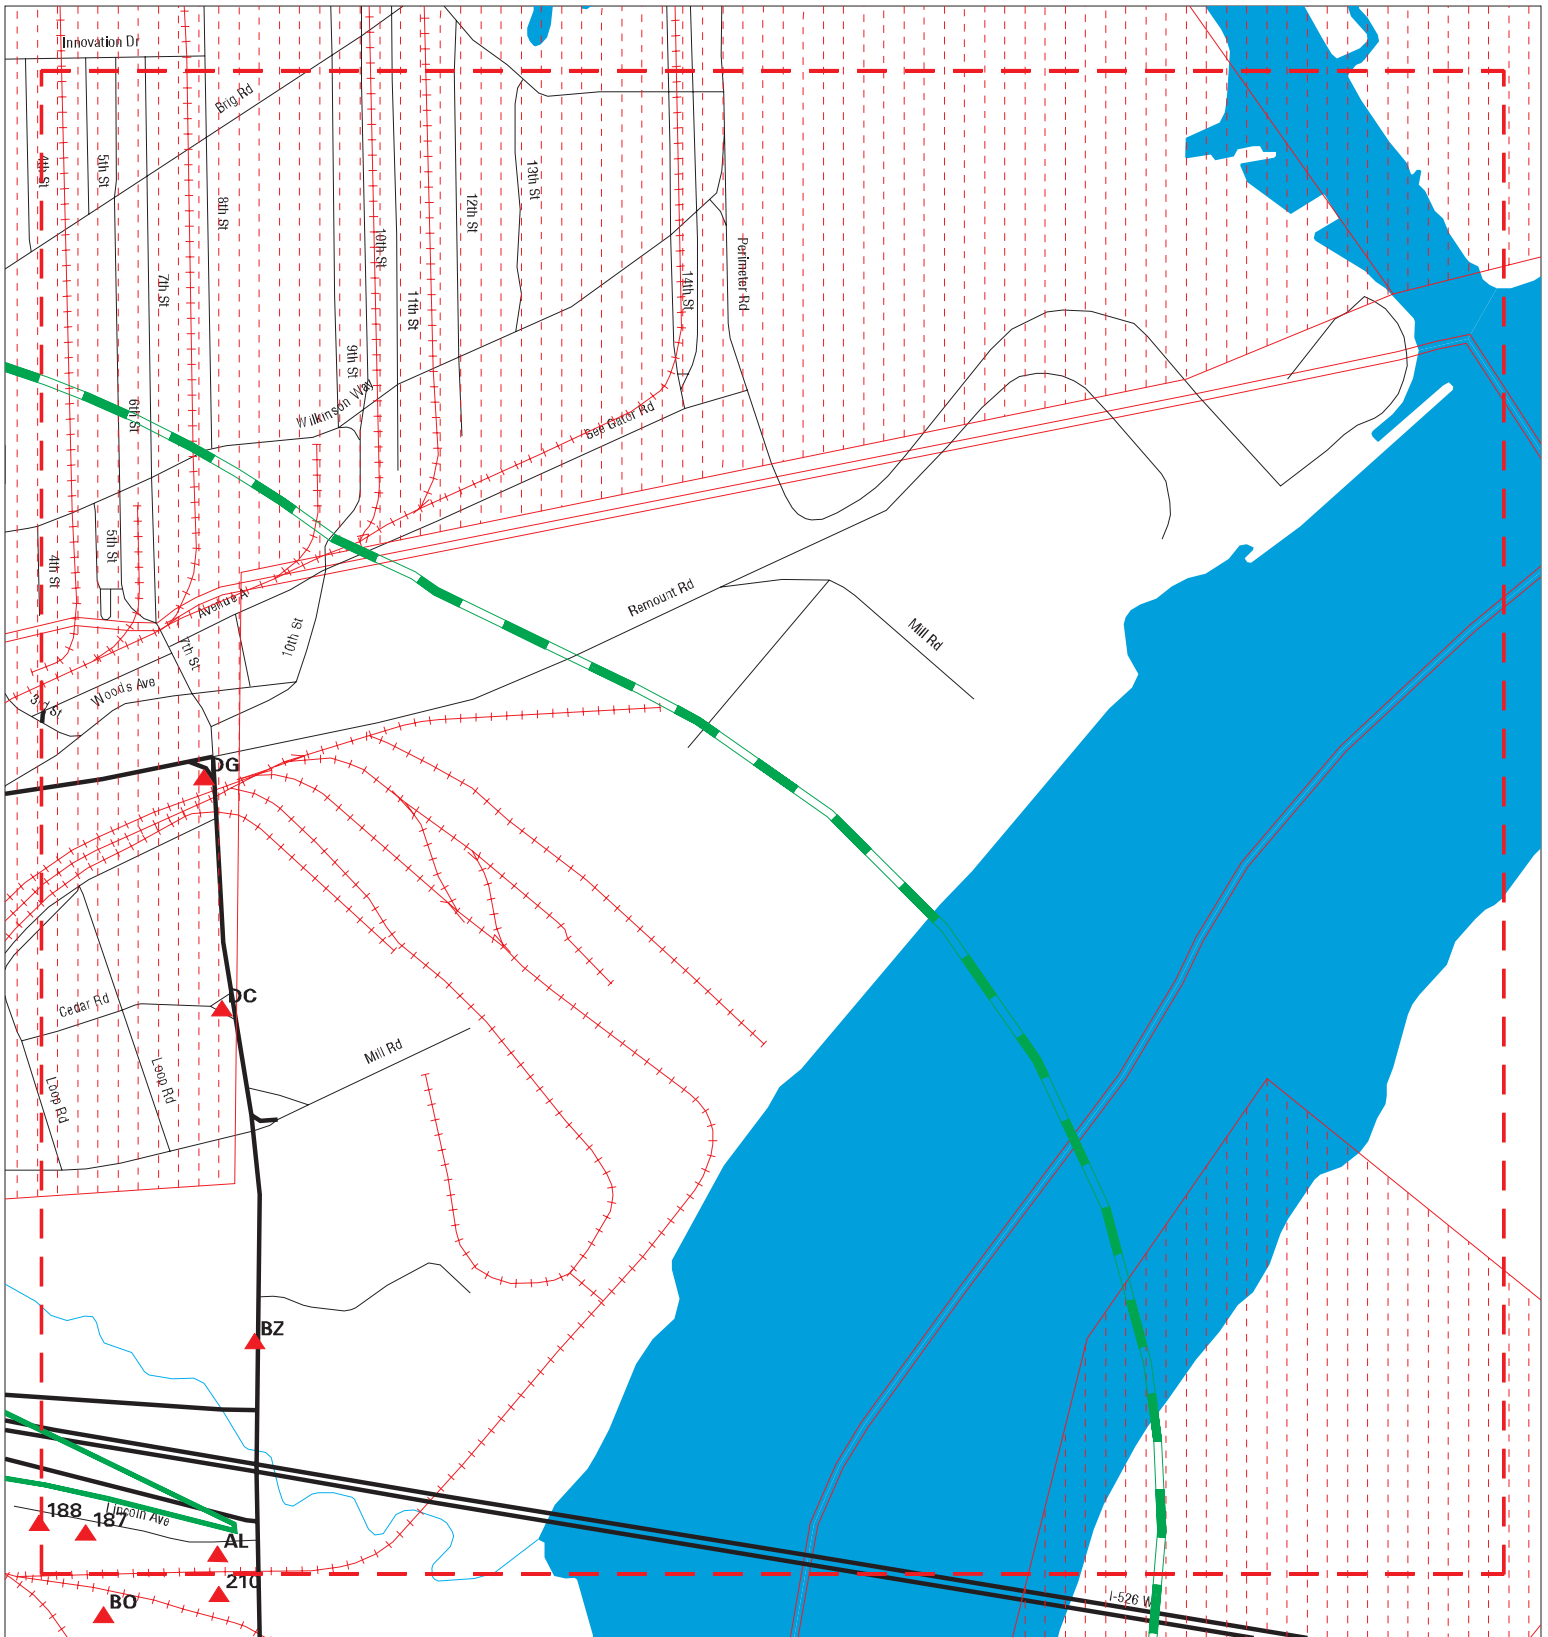 Innovation Dr
Brig Rd
4th St
5th St
13th St
8th St
12th St
10th St
Perimeter Rd
7th St
11th St
14th St
9th St
Wilkinson Way
6th St
See Gator Rd
5th St
4th St
Avenue A
Remount Rd
10th St
7th St
Mill Rd
Woods Ave
3rd St
DG
DC
Cedar Rd
Mill Rd
Loop Rd
Loop Rd
BZ
188
187
Lincoln Ave
AL
210
BO
I-526 W